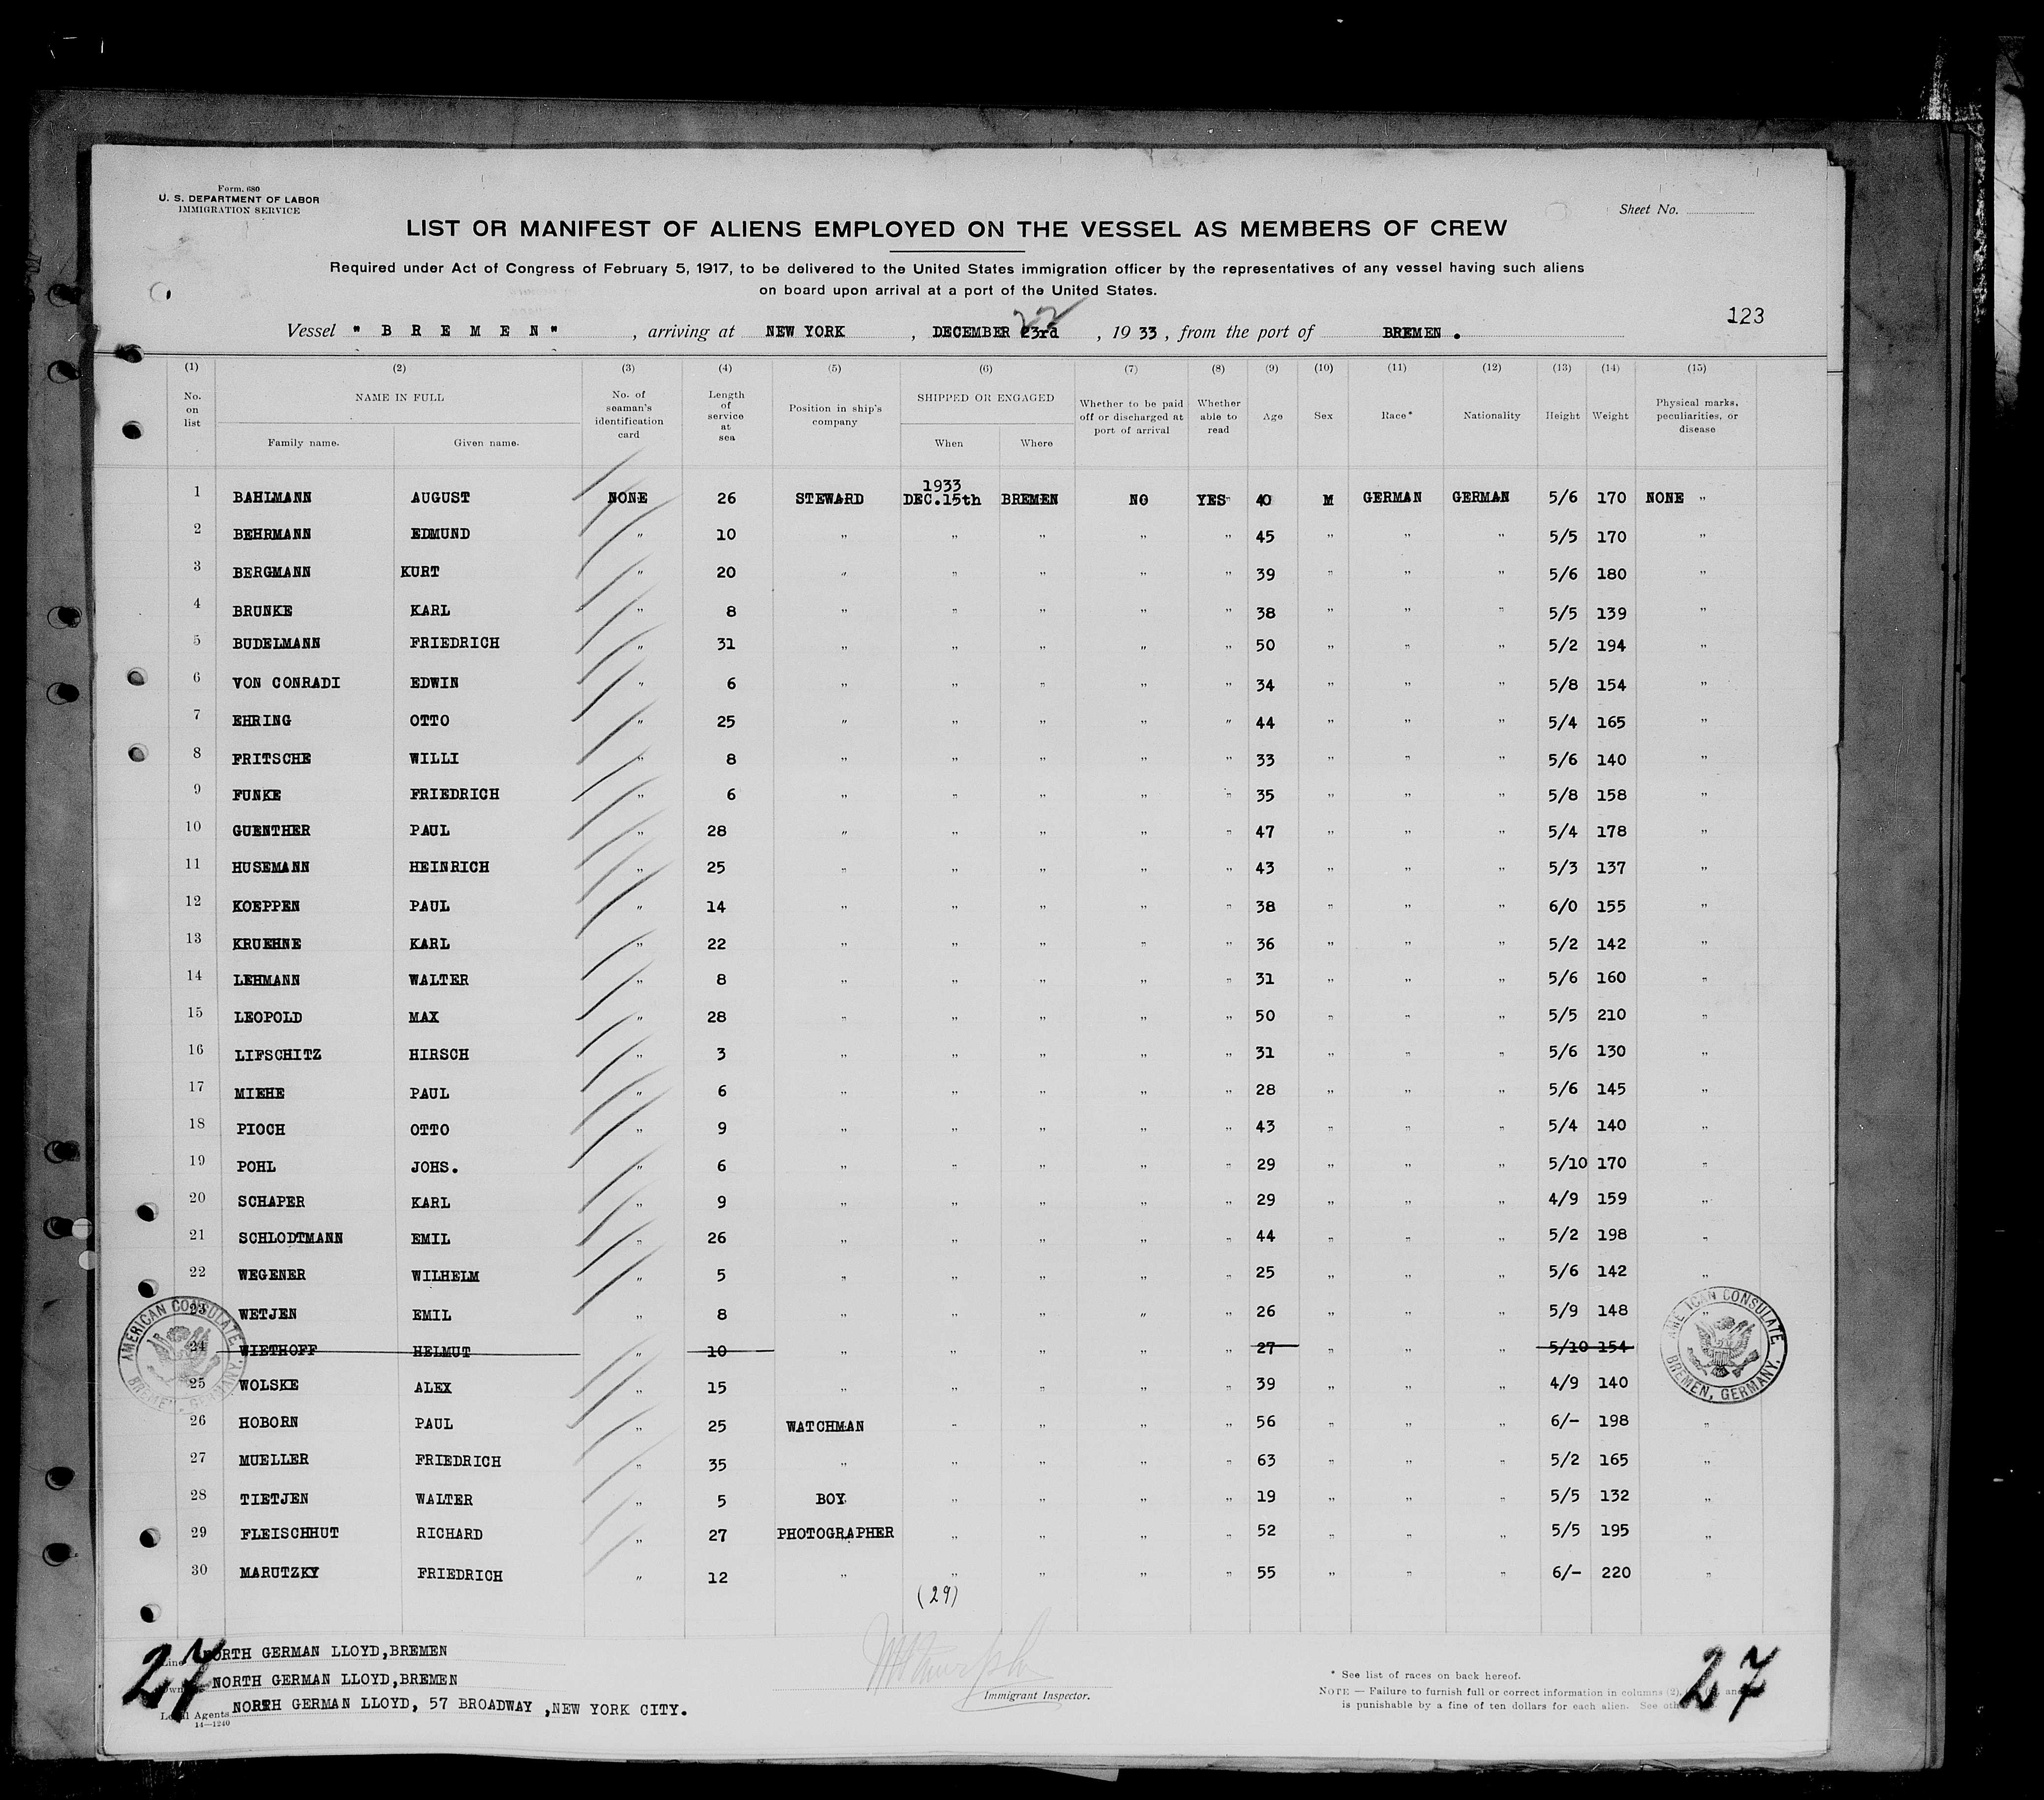 Form. 680
U. S. DEPARTMENT OF LABOR
IMMIGRATION SERVICE
Sheet No.
LIST OR MANIFEST OF ALIENS EMPLOYED ON THE VESSEL AS MEMBERS OF CREW
Required under Act of Congress of February 5, 1917, to be delivered to the United States immigration officer by the representatives of any vessel having such aliens
on board upon arrival at a port of the United States.
123
22
Vessel " B R E M E N " , arriving at NEW YORK , DECEMBER 23rd , 19 33 , from the port of BREMEN .
(1) (2) (3) (4) (5) (6) (7) (8) (9) (10) (11) (12) (13) (14) (15)
No. on list NAME IN FULL Family name. Given name. No. of seaman's identification card Length of service at sea Position in ship's company SHIPPED OR ENGAGED When Where Whether to be paid off or discharged at port of arrival Whether able to read Age Sex Race* Nationality Height Weight Physical marks, peculiarities, or disease
1933
1 BAHLMANN AUGUST NONE 26 STEWARD DEC.15th BREMEN NO YES 40 M GERMAN GERMAN 5/6 170 NONE "
2 BEHRMANN EDMUND " 10 " " " " " 45 " " " 5/5 170 "
3 BERGMANN KURT " 20 " " " " " 39 " " " 5/6 180 "
4 BRUNKE KARL " 8 " " " " " 38 " " " 5/5 139 "
5 BUDELMANN FRIEDRICH " 31 " " " " " 50 " " " 5/2 194 "
6 VON CONRADI EDWIN " 6 " " " " " 34 " " " 5/8 154 "
7 EHRING OTTO " 25 " " " " " 44 " " " 5/4 165 "
8 FRITSCHE WILLI " 8 " " " " " 33 " " " 5/6 140 "
9 FUNKE FRIEDRICH " 6 " " " " " 35 " " " 5/8 158 "
10 GUENTHER PAUL " 28 " " " " " 47 " " " 5/4 178 "
11 HUSEMANN HEINRICH " 25 " " " " " 43 " " " 5/3 137 "
12 KOEPPEN PAUL " 14 " " " " " 38 " " " 6/0 155 "
13 KRUEHNE KARL " 22 " " " " " 36 " " " 5/2 142 "
14 LEHMANN WALTER " 8 " " " " " 31 " " " 5/6 160 "
15 LEOPOLD MAX " 28 " " " " " 50 " " " 5/5 210 "
16 LIFSCHITZ HIRSCH " 3 " " " " " 31 " " " 5/6 130 "
17 MIEHE PAUL " 6 " " " " " 28 " " " 5/6 145 "
18 PIOCH OTTO " 9 " " " " " 43 " " " 5/4 140 "
19 POHL JOHS. " 6 " " " " " 29 " " " 5/10 170 "
20 SCHAPER KARL " 9 " " " " " 29 " " " 4/9 159 "
21 SCHLODTMANN EMIL " 26 " " " " " 44 " " " 5/2 198 "
22 WEGENER WILHELM " 5 " " " " " 25 " " " 5/6 142 "
23 WETJEN EMIL " 8 " " " " " 26 " " " 5/9 148 "
24 WIETHOFF HELMUT " 10 " " " " " 27 " " " 5/10 154
25 WOLSKE ALEX " 15 " " " " " 39 " " " 4/9 140
26 HOBORN PAUL " 25 WATCHMAN " " " " 56 " " " 6/- 198 "
27 MUELLER FRIEDRICH " 35 " " " " " 63 " " " 5/2 165 "
28 TIETJEN WALTER " 5 BOY " " " " 19 " " " 5/5 132 "
29 FLEISCHHUT RICHARD " 27 PHOTOGRAPHER " " " " 52 " " " 5/5 195 "
30 MARUTZKY FRIEDRICH " 12 " " " " " 55 " " " 6/- 220 "
(29)
AMERICAN CONSULATE, BREMEN, GERMANY.
AMERICAN CONSULATE, BREMEN, GERMANY.
27
Line NORTH GERMAN LLOYD,BREMEN
NORTH GERMAN LLOYD,BREMEN
Local Agents NORTH GERMAN LLOYD, 57 BROADWAY ,NEW YORK CITY.
14—1240
Immigrant Inspector.
* See list of races on back hereof.
NOTE — Failure to furnish full or correct information in columns (2),
is punishable by a fine of ten dollars for each alien. See
27